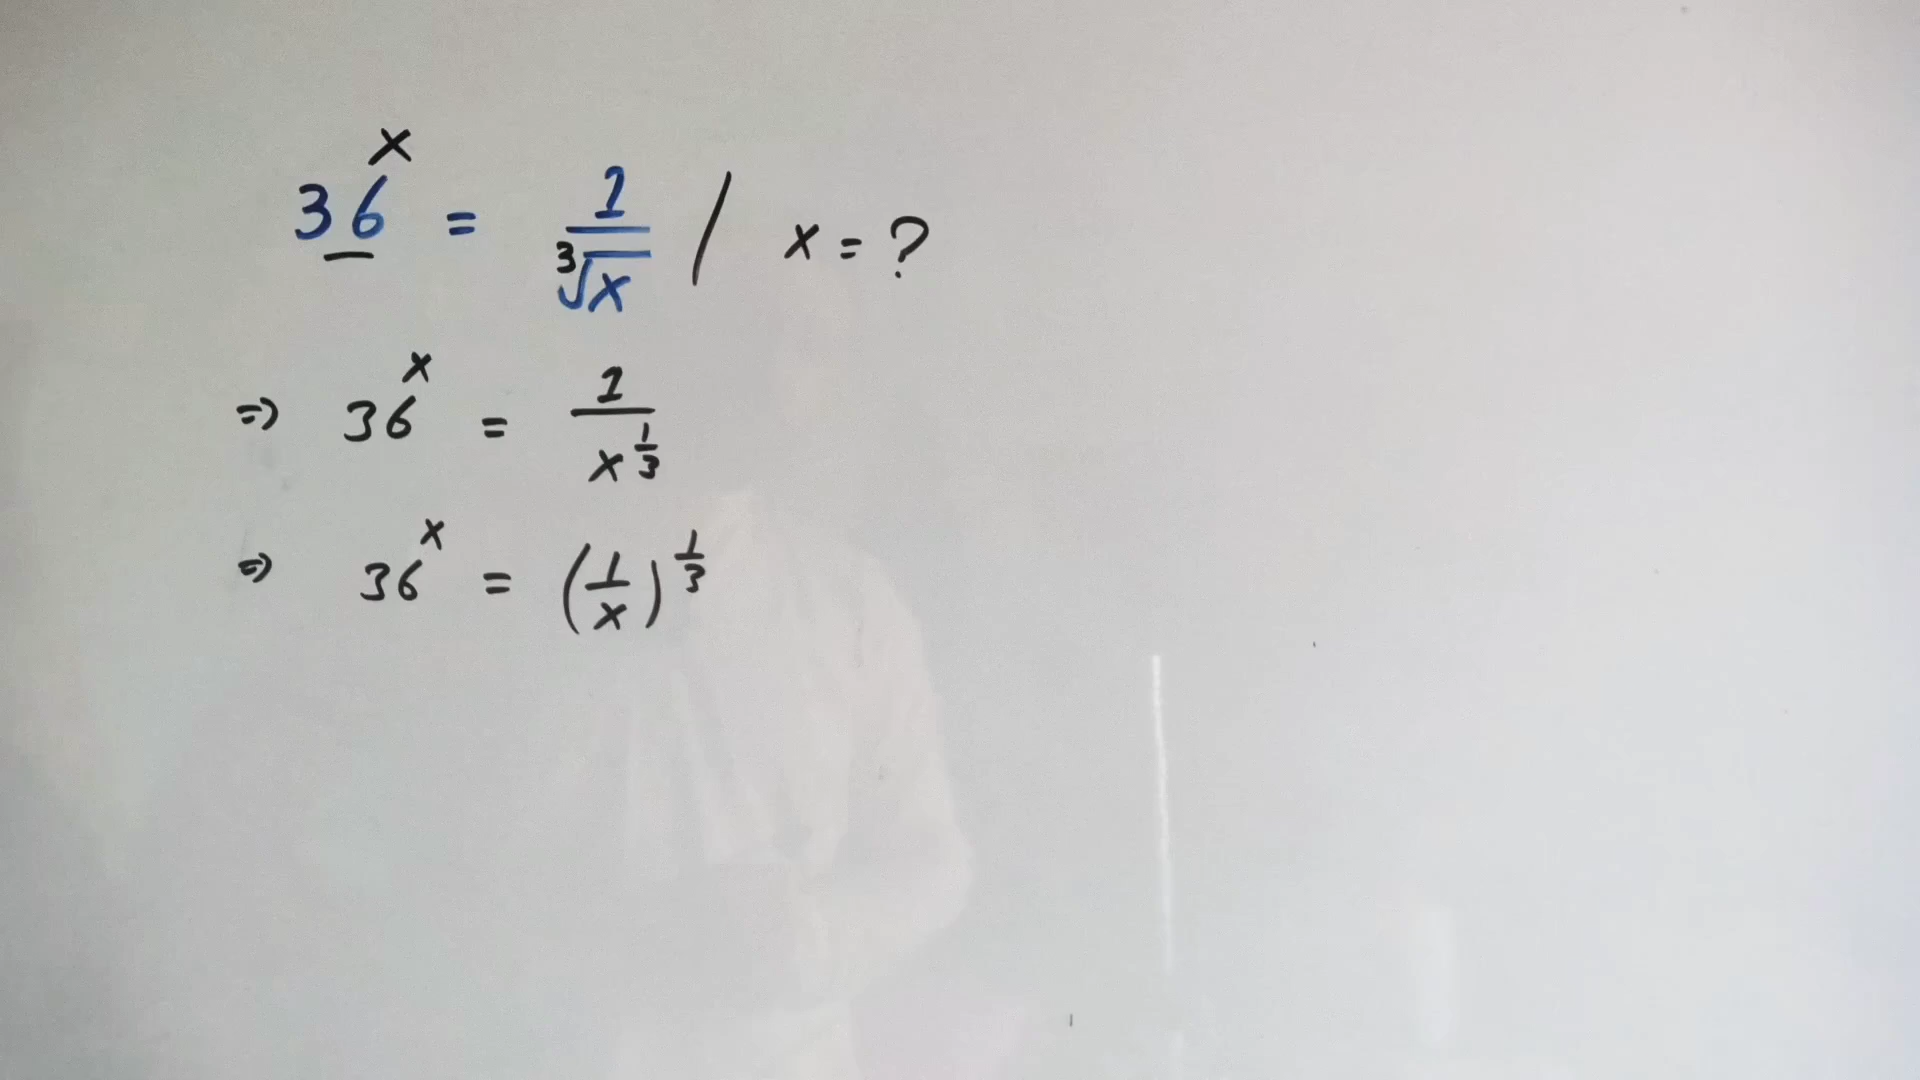 36^x = 1/∛x / x = ?
⇒ 36^x = 1/x^(1/3)
⇒ 36^x = (1/x)^(1/3)